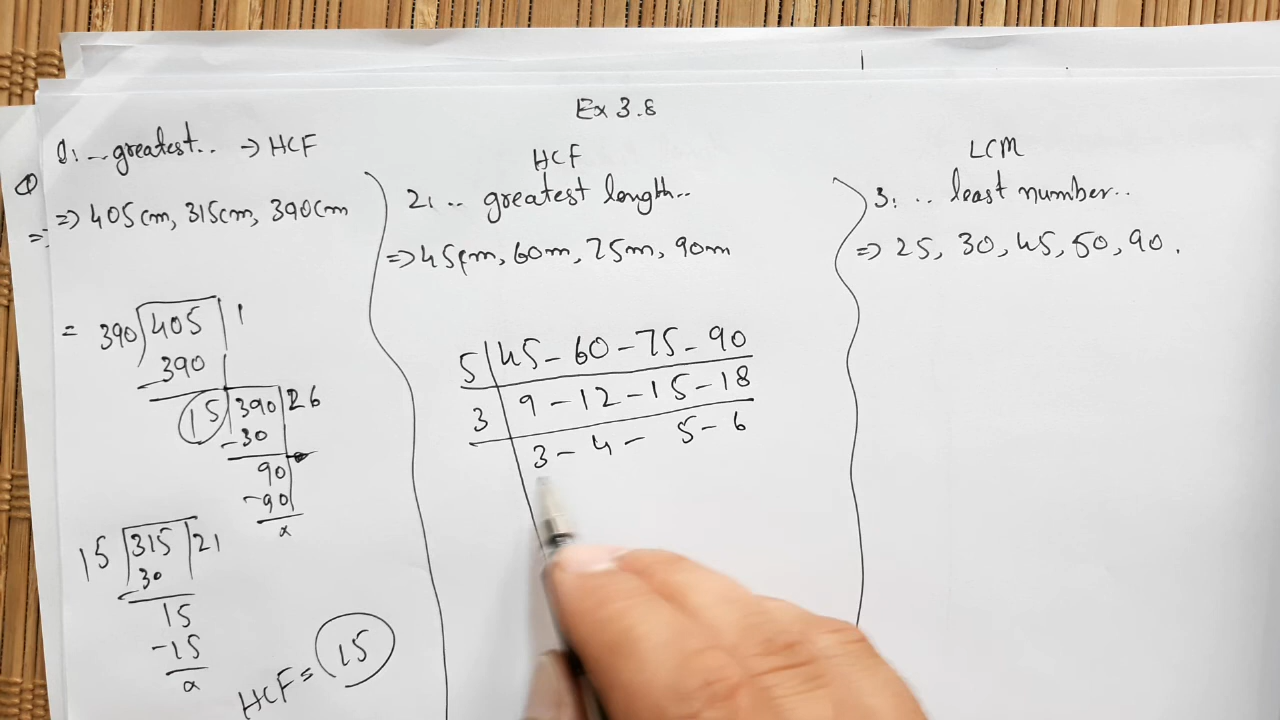 Ex 3.8
1. .. greatest.. → HCF
⇒ 405cm, 315cm, 390cm
= 390 405 1
390
15 390 26
-30
90
-90
x
15 315 21
30
15
-15
x
HCF = 15
HCF
2. .. greatest length..
⇒ 45cm, 60m, 75m, 90m
5 45 - 60 - 75 - 90
3 9 - 12 - 15 - 18
3 - 4 - 5 - 6
LCM
3. .. least number..
⇒ 25, 30, 45, 50, 90.